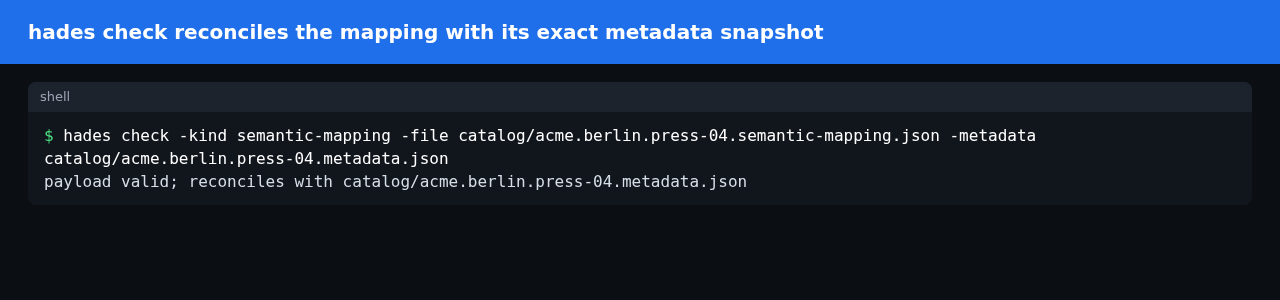 hades check reconciles the mapping with its exact metadata snapshot
shell
$ hades check -kind semantic-mapping -file catalog/acme.berlin.press-04.semantic-mapping.json -metadata
catalog/acme.berlin.press-04.metadata.json
payload valid; reconciles with catalog/acme.berlin.press-04.metadata.json